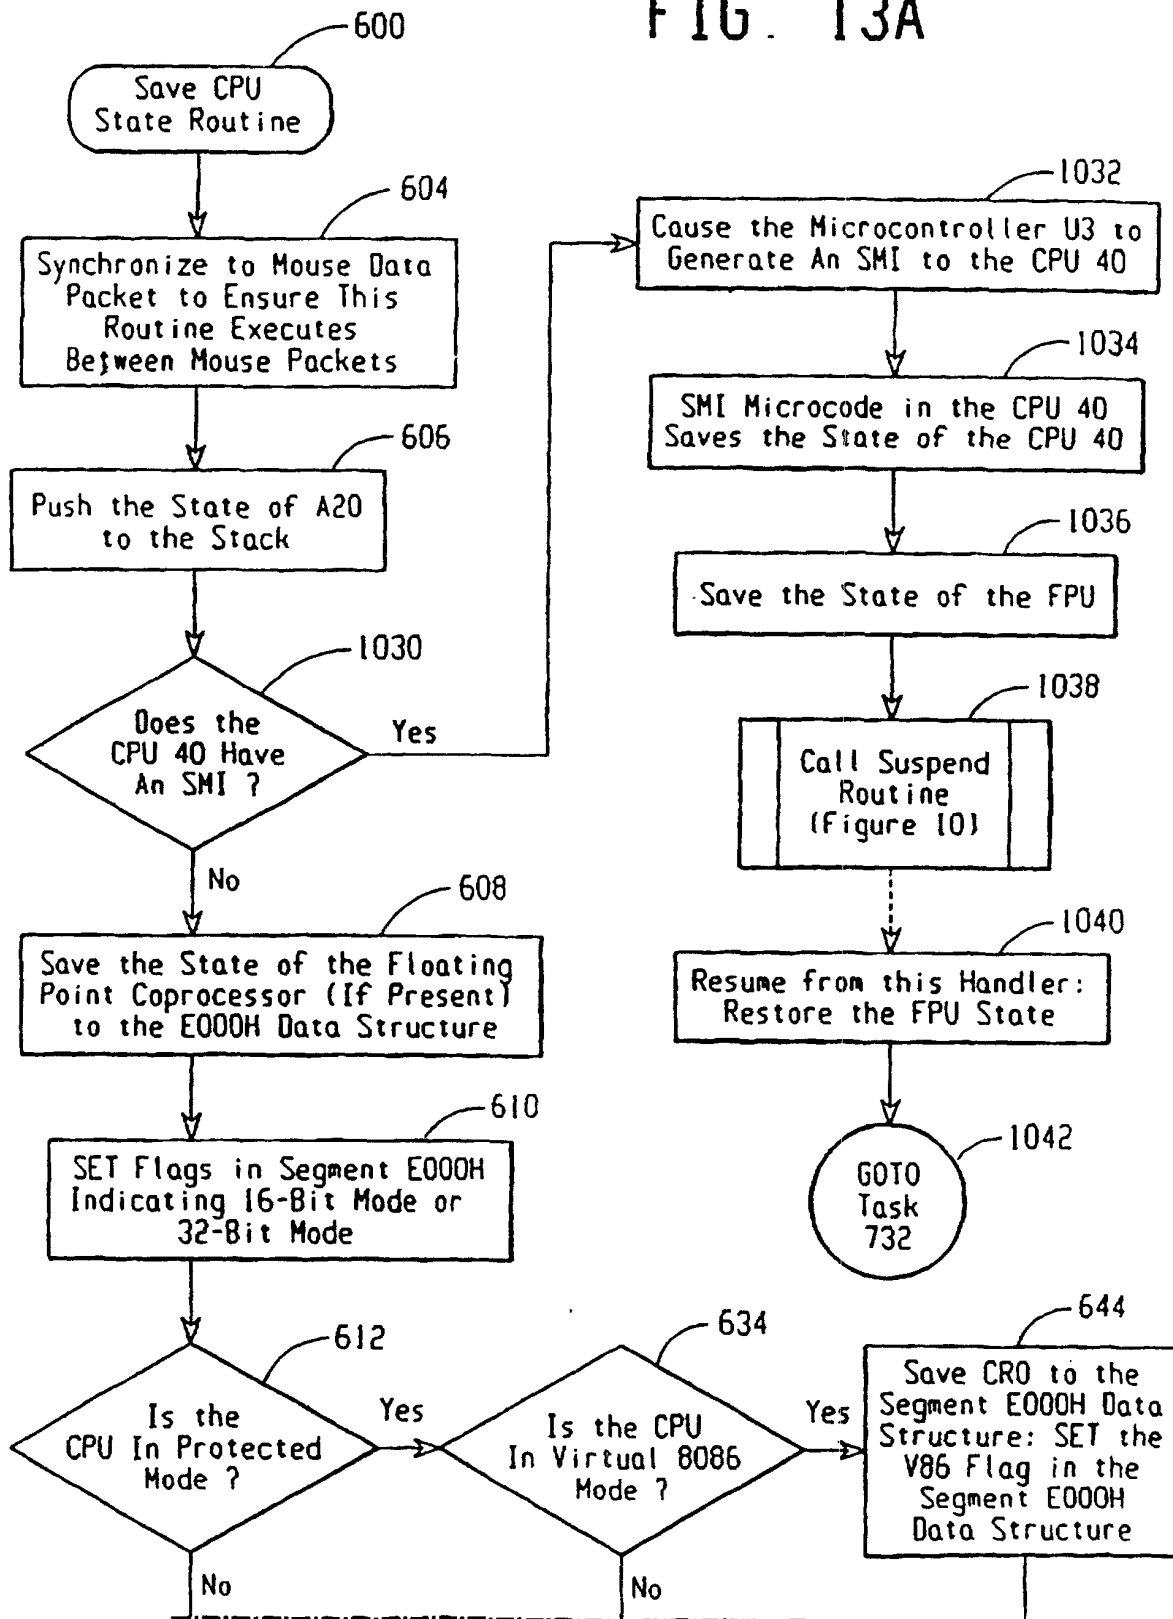 FIG. 13A
600
Save CPU
State Routine
604
Synchronize to Mouse Data
Packet to Ensure This
Routine Executes
Between Mouse Packets
606
Push the State of A20
to the Stack
1030
Does the
CPU 40 Have
An SMI ?
Yes
No
1032
Cause the Microcontroller U3 to
Generate An SMI to the CPU 40
1034
SMI Microcode in the CPU 40
Saves the State of the CPU 40
1036
Save the State of the FPU
1038
Call Suspend
Routine
(Figure 10)
1040
Resume from this Handler:
Restore the FPU State
1042
GOTO
Task
732
608
Save the State of the Floating
Point Coprocessor (If Present)
to the E000H Data Structure
610
SET Flags in Segment E000H
Indicating 16-Bit Mode or
32-Bit Mode
612
Is the
CPU In Protected
Mode ?
Yes
No
634
Is the CPU
In Virtual 8086
Mode ?
Yes
No
644
Save CR0 to the
Segment E000H Data
Structure: SET the
V86 Flag in the
Segment E000H
Data Structure